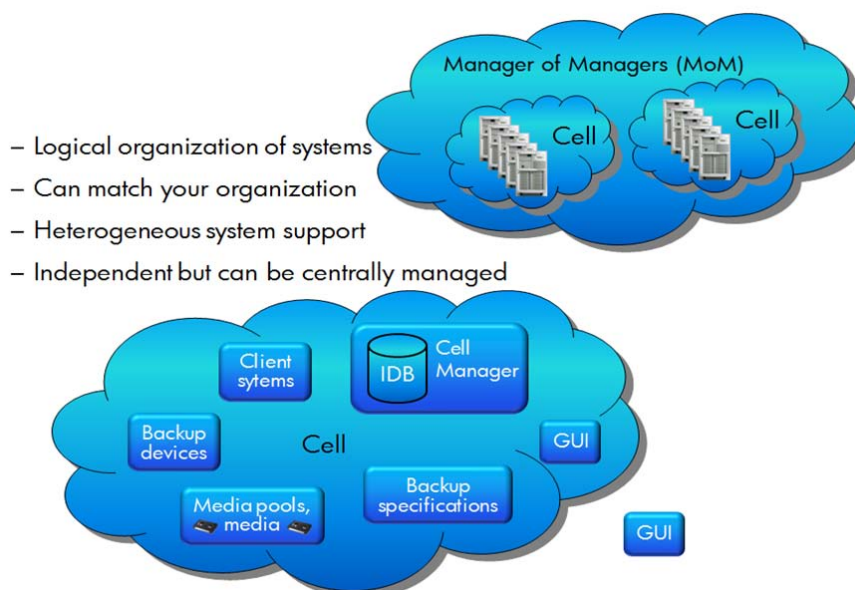 Manager of Managers (MoM)
Cell
Cell
– Logical organization of systems
– Can match your organization
– Heterogeneous system support
– Independent but can be centrally managed
Client
sytems
IDB
Cell
Manager
Backup
devices
Cell
GUI
Media pools,
media
Backup
specifications
GUI